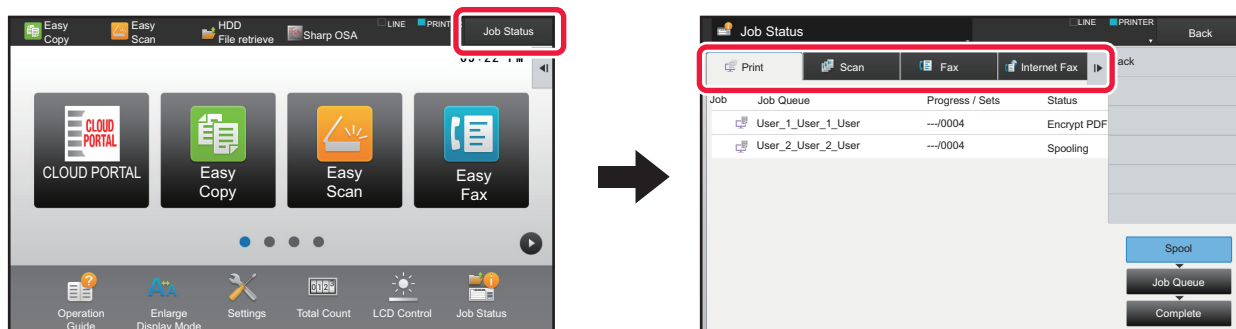 Easy
Copy
Easy
Scan
HDD
File retrieve
Sharp OSA
LINE
Job Status
CLOUD
PORTAL
CLOUD PORTAL
Easy
Copy
Easy
Scan
Easy
Fax
Operation
Guide
Enlarge
Display Mode
Settings
Total Count
LCD Control
Job Status
Job Status
LINE
PRINTER
Back
Print
Scan
Fax
Internet Fax
ack
Job Job Queue Progress / Sets Status
User_1_User_1_User ---/0004 Encrypt PDF
User_2_User_2_User ---/0004 Spooling
Spool
Job Queue
Complete